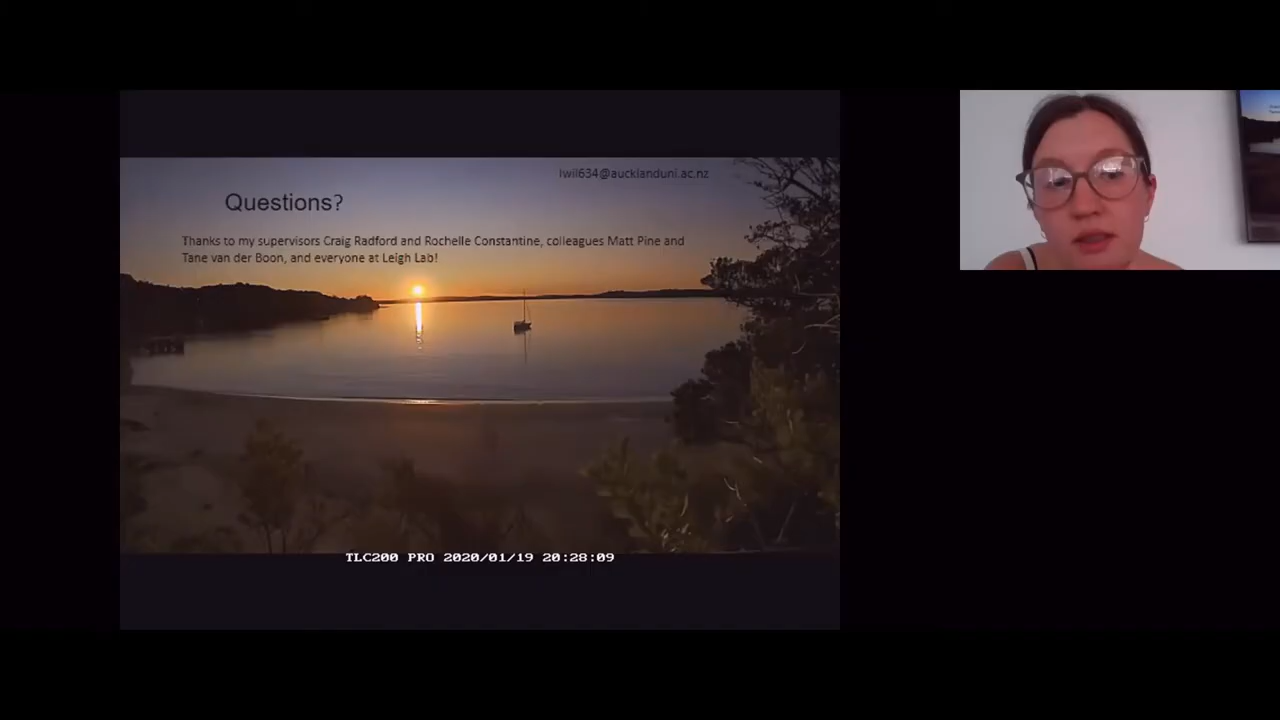 lwil634@aucklanduni.ac.nz
Questions?
Thanks to my supervisors Craig Radford and Rochelle Constantine, colleagues Matt Pine and
Tane van der Boon, and everyone at Leigh Lab!
TLC200 PRO 2020/01/19 20:28:09